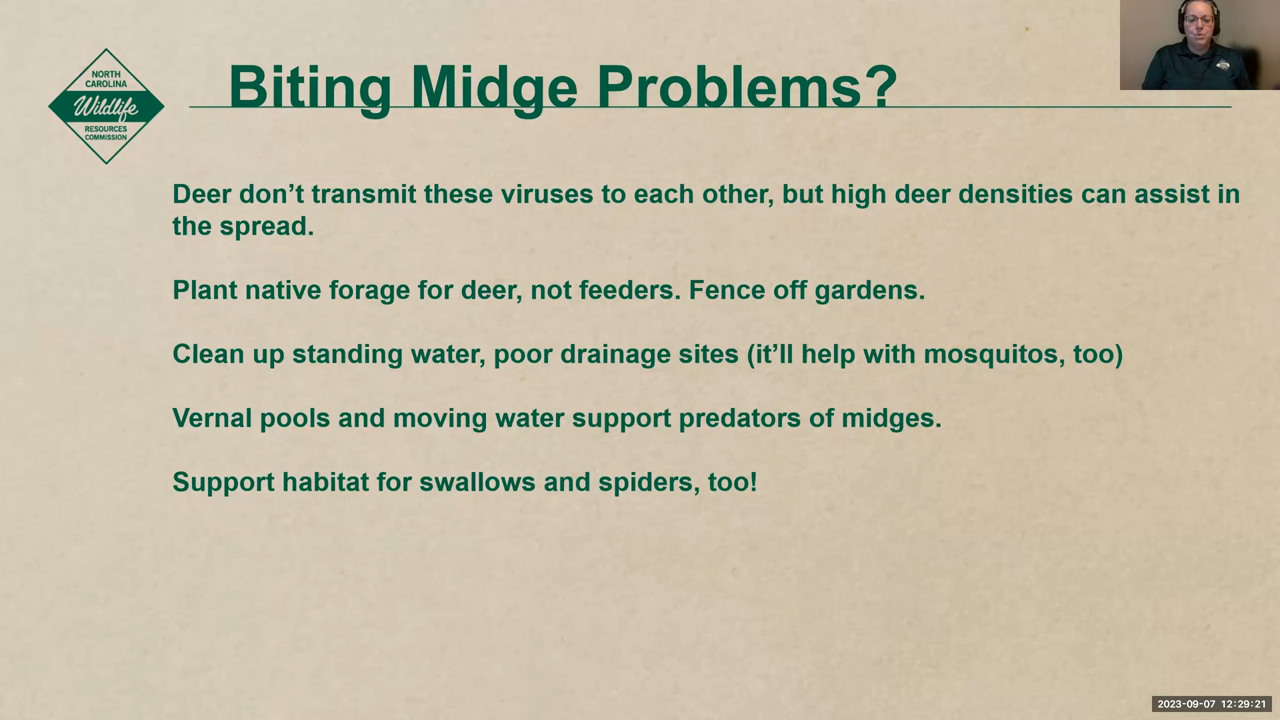 NORTH
CAROLINA
Wildlife
RESOURCES
COMMISSION
Biting Midge Problems?
Deer don’t transmit these viruses to each other, but high deer densities can assist in
the spread.
Plant native forage for deer, not feeders. Fence off gardens.
Clean up standing water, poor drainage sites (it’ll help with mosquitos, too)
Vernal pools and moving water support predators of midges.
Support habitat for swallows and spiders, too!
2023-09-07 12:29:21